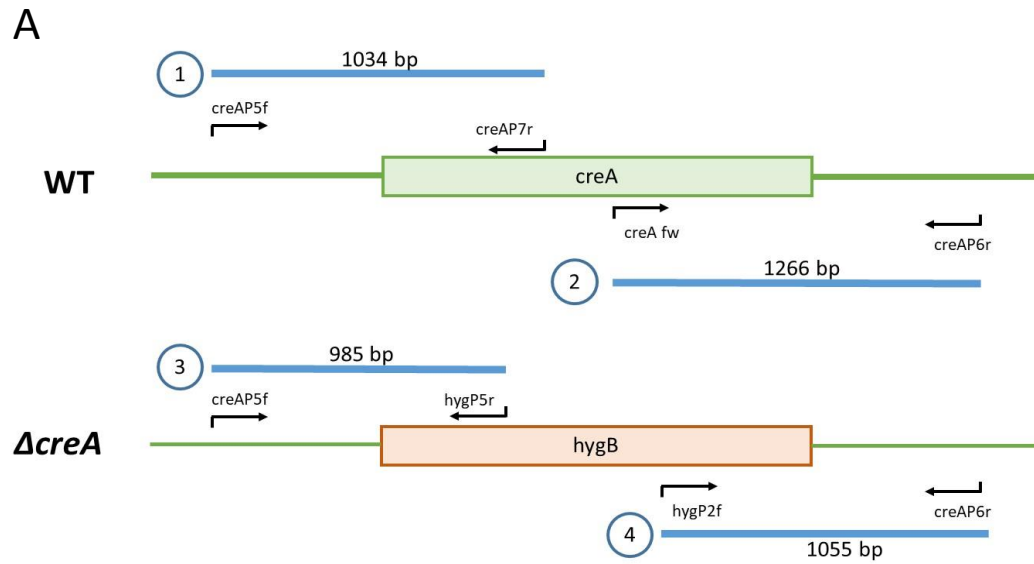 A
1034 bp
1
creAP5f
creAP7r
WT
creA
creA fw
creAP6r
1266 bp
2
985 bp
3
creAP5f
hygP5r
ΔcreA
hygB
hygP2f
creAP6r
4
1055 bp